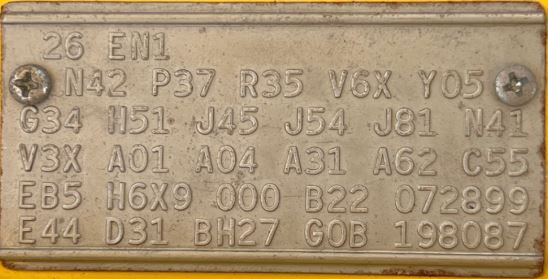 26 EN1
N42 P37 R35 V6X Y05
G34 H51 J45 J54 J81 N41
V3X A01 A04 A31 A62 C55
EB5 H6X9 000 B22 072899
E44 D31 BH27 G0B 198087